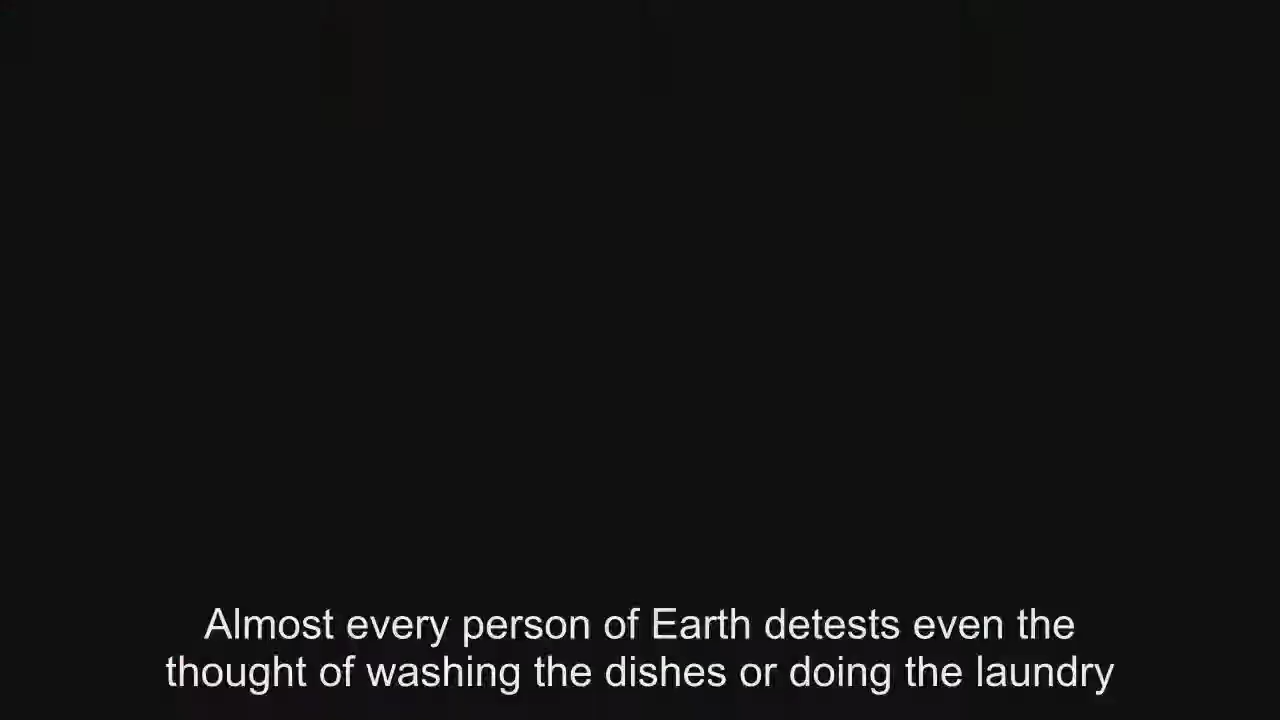 Almost every person of Earth detests even the
thought of washing the dishes or doing the laundry